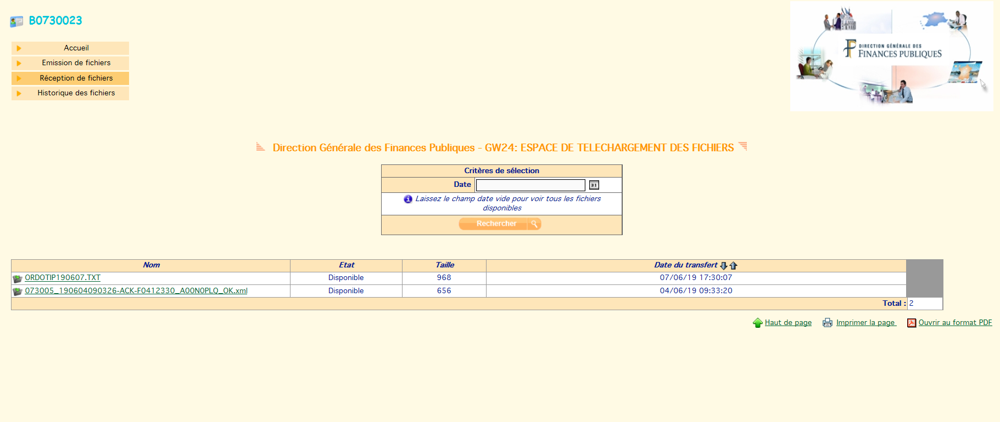 B0730023
Accueil
Emission de fichiers
Réception de fichiers
Historique des fichiers
DIRECTION GÉNÉRALE DES
FINANCES PUBLIQUES
Direction Générale des Finances Publiques - GW24: ESPACE DE TELECHARGEMENT DES FICHIERS
Critères de sélection
Date
31
Laissez le champ date vide pour voir tous les fichiers
disponibles
Rechercher
Nom Etat Taille Date du transfert
ORDOTIP190607.TXT Disponible 968 07/06/19 17:30:07
073005_190604090326-ACK-F0412330_A00N0PLQ_OK.xml Disponible 656 04/06/19 09:33:20
Total : 2
Haut de page Imprimer la page Ouvrir au format PDF